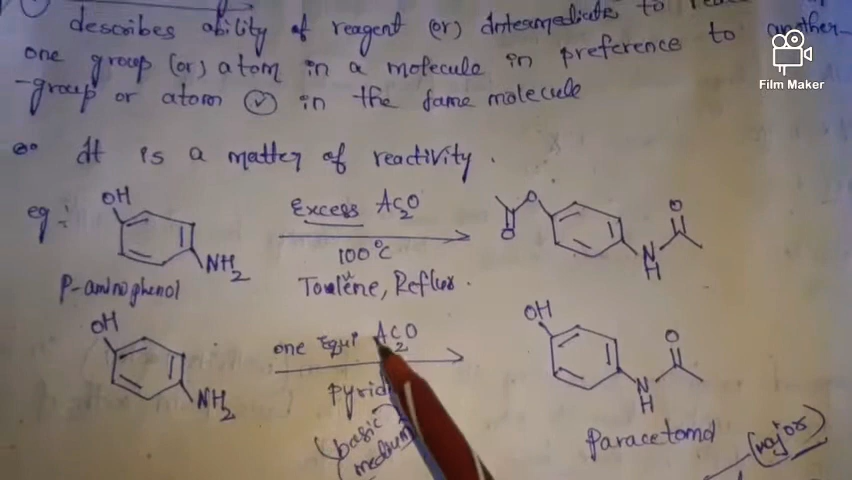 describes ability of reagent (or) Intermediate to
one group (or) atom in a molecule in preference to another
-group or atom in the same molecule
Film Maker
It is a matter of reactivity.
eg:
OH
NH2
p-aminophenol
Excess Ac2O
100°C
Toulene, Reflux.
O
O
O
N
H
OH
NH2
one Equi Ac2O
pyrid
(basic
(medium)
OH
O
N
H
Paracetamol
(major)